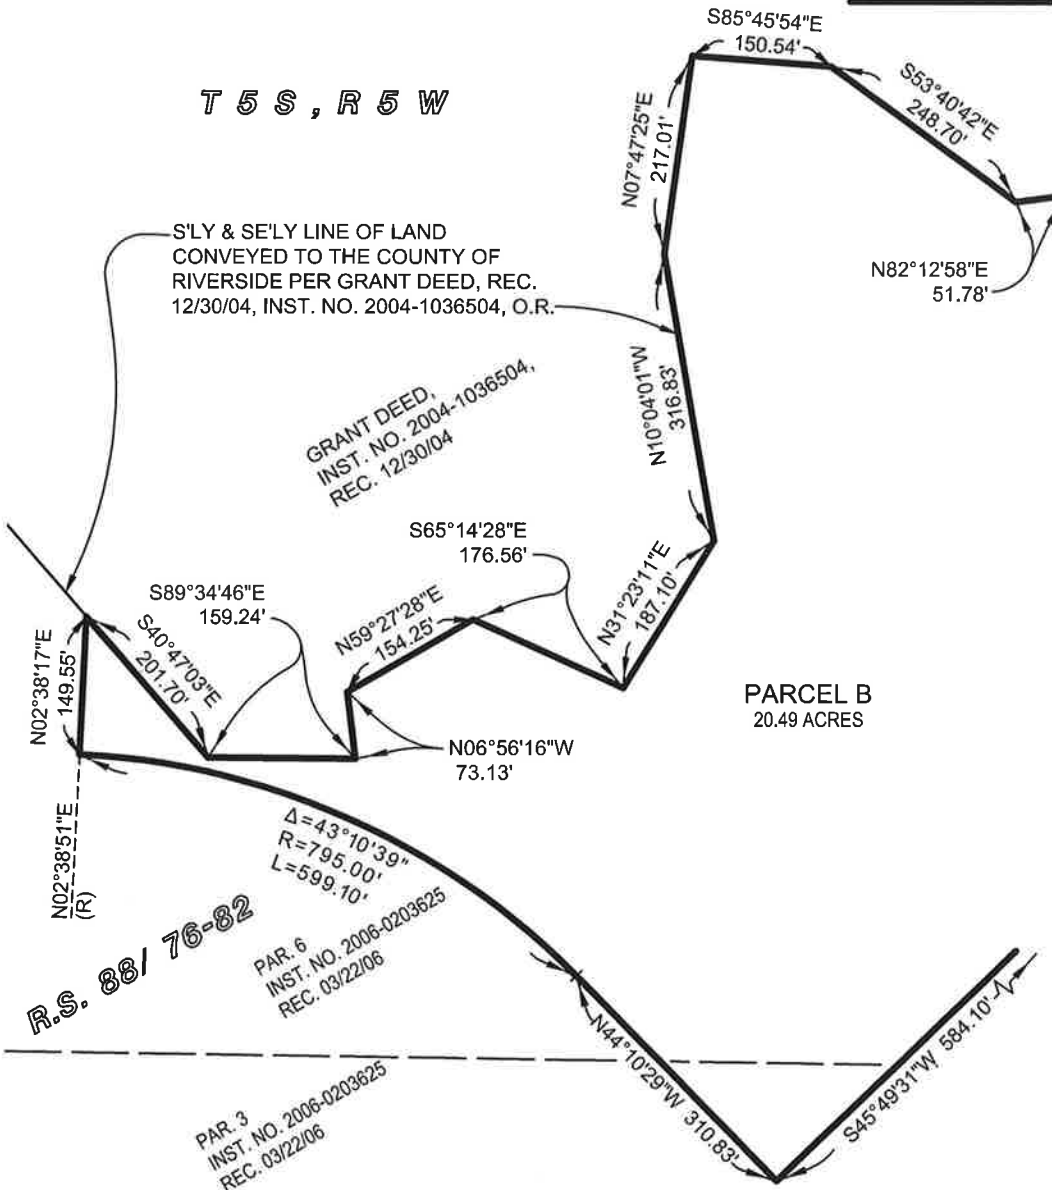 S85°45'54"E
150.54'
T 5 S , R 5 W
S53°40'42"E
248.70'
N07°47'25"E
217.01'
S'LY & SE'LY LINE OF LAND
CONVEYED TO THE COUNTY OF
RIVERSIDE PER GRANT DEED, REC.
12/30/04, INST. NO. 2004-1036504, O.R.
N82°12'58"E
51.78'
N10°04'01"W
316.83'
GRANT DEED,
INST. NO. 2004-1036504,
REC. 12/30/04
S65°14'28"E
176.56'
N31°23'11"E
187.10'
S89°34'46"E
159.24'
N59°27'28"E
154.25'
S40°47'03"E
201.70'
N02°38'17"E
149.55'
PARCEL B
20.49 ACRES
N06°56'16"W
73.13'
Δ=43°10'39"
R=795.00'
L=599.10'
N02°38'51"E
(R)
R.S. 88/ 76-82
PAR. 6
INST. NO. 2006-0203625
REC. 03/22/06
N44°10'29"W 310.83'
S45°49'31"W 584.10'
PAR. 3
INST. NO. 2006-0203625
REC. 03/22/06